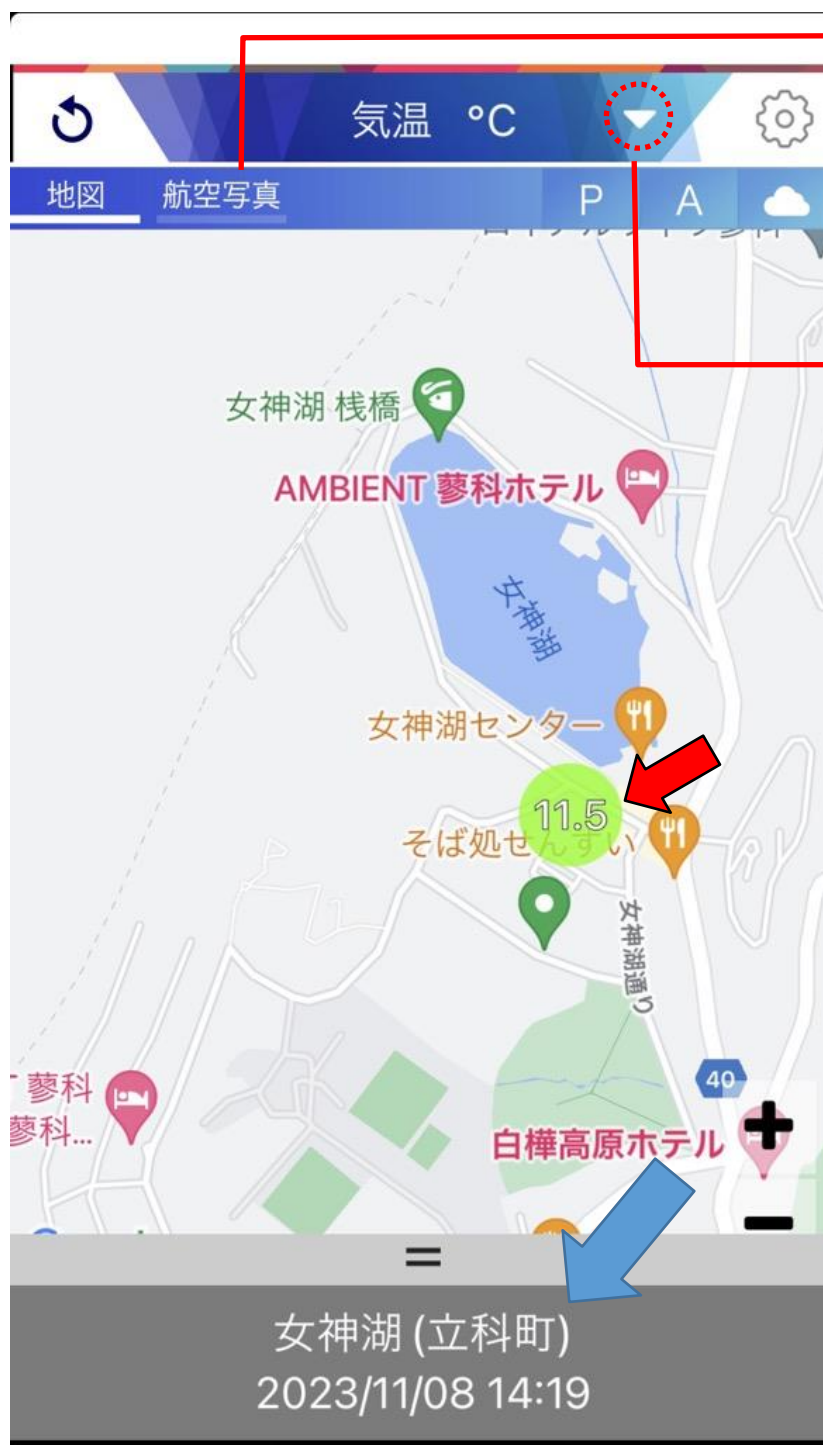 気温 °C
地図 航空写真 P A
女神湖 桟橋
AMBIENT 蓼科ホテル
女神湖
女神湖センター
11.5
そば処せんすい
女神湖通り
40
蓼科
蓼科...
白樺高原ホテル
女神湖 (立科町)
2023/11/08 14:19